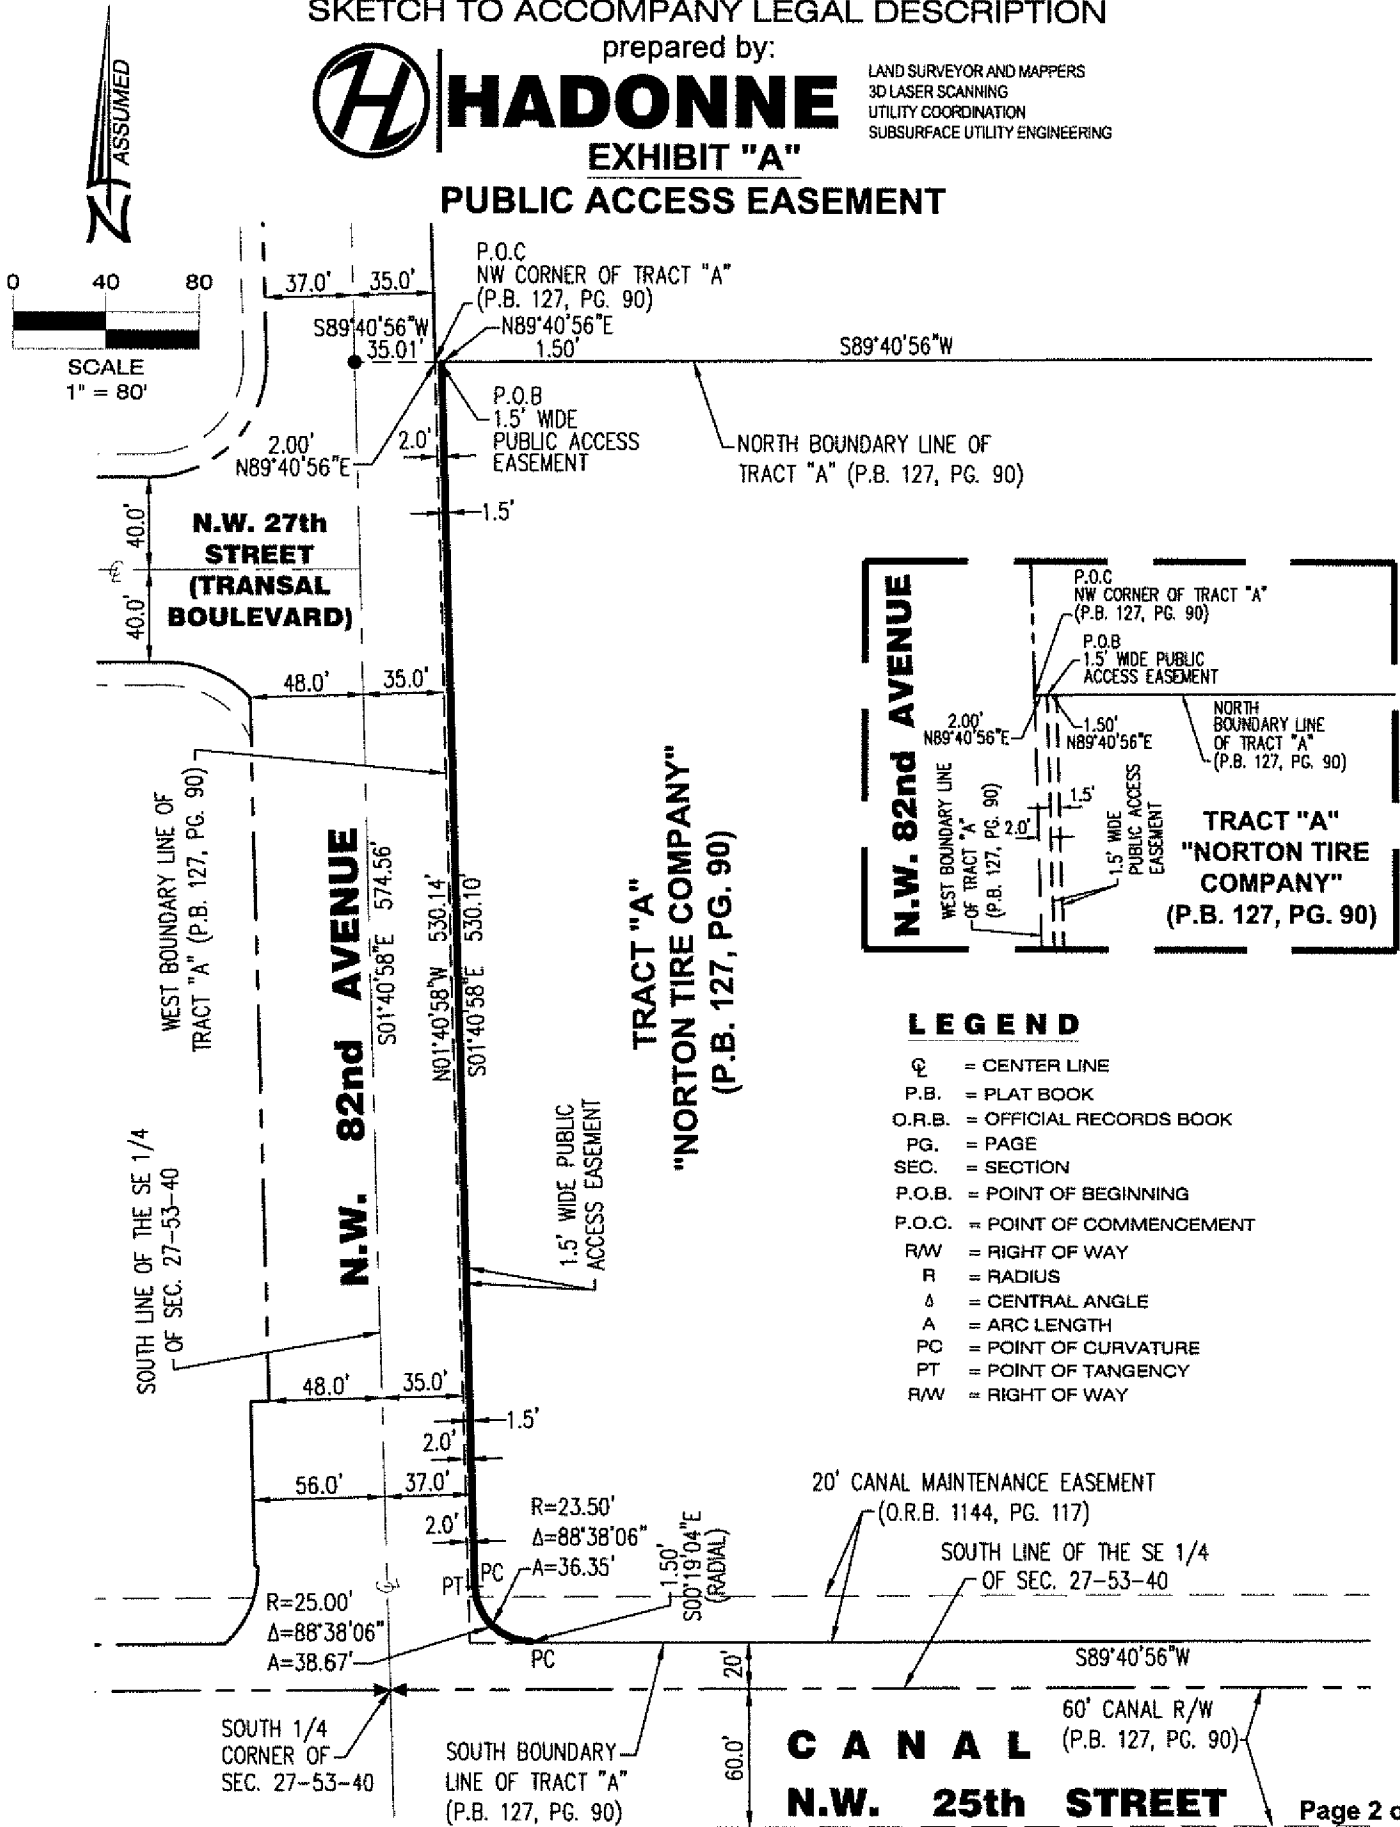 SKETCH TO ACCOMPANY LEGAL DESCRIPTION
prepared by:
HADONNE
LAND SURVEYOR AND MAPPERS
3D LASER SCANNING
UTILITY COORDINATION
SUBSURFACE UTILITY ENGINEERING
EXHIBIT "A"
PUBLIC ACCESS EASEMENT
N
ASSUMED
0 40 80
SCALE
1" = 80'
37.0' 35.0'
P.O.C
NW CORNER OF TRACT "A"
(P.B. 127, PG. 90)
S89°40'56"W
35.01'
N89°40'56"E
1.50'
S89°40'56"W
P.O.B
1.5' WIDE
PUBLIC ACCESS
EASEMENT
2.00'
N89°40'56"E
2.0'
1.5'
NORTH BOUNDARY LINE OF
TRACT "A" (P.B. 127, PG. 90)
40.0'
40.0'
N.W. 27th
STREET
(TRANSAL
BOULEVARD)
48.0' 35.0'
WEST BOUNDARY LINE OF
TRACT "A" (P.B. 127, PG. 90)
N.W. 82nd AVENUE
S01°40'58"E 574.56'
N01°40'58"W 530.14'
S01°40'58"E 530.10'
TRACT "A"
"NORTON TIRE COMPANY"
(P.B. 127, PG. 90)
1.5' WIDE PUBLIC
ACCESS EASEMENT
SOUTH LINE OF THE SE 1/4
OF SEC. 27-53-40
N.W. 82nd AVENUE
P.O.C
NW CORNER OF TRACT "A"
(P.B. 127, PG. 90)
P.O.B
1.5' WIDE PUBLIC
ACCESS EASEMENT
2.00'
N89°40'56"E
1.50'
N89°40'56"E
NORTH
BOUNDARY LINE
OF TRACT "A"
(P.B. 127, PG. 90)
WEST BOUNDARY LINE
OF TRACT "A"
(P.B. 127, PG. 90)
2.0'
1.5'
1.5' WIDE
PUBLIC ACCESS
EASEMENT
TRACT "A"
"NORTON TIRE
COMPANY"
(P.B. 127, PG. 90)
LEGEND
℄ = CENTER LINE
P.B. = PLAT BOOK
O.R.B. = OFFICIAL RECORDS BOOK
PG. = PAGE
SEC. = SECTION
P.O.B. = POINT OF BEGINNING
P.O.C. = POINT OF COMMENCEMENT
R/W = RIGHT OF WAY
R = RADIUS
Δ = CENTRAL ANGLE
A = ARC LENGTH
PC = POINT OF CURVATURE
PT = POINT OF TANGENCY
R/W = RIGHT OF WAY
48.0' 35.0'
1.5'
2.0'
56.0' 37.0'
2.0'
R=23.50'
Δ=88°38'06"
A=36.35'
PT PC
1.50'
S00°19'04"E
(RADIAL)
20' CANAL MAINTENANCE EASEMENT
(O.R.B. 1144, PG. 117)
SOUTH LINE OF THE SE 1/4
OF SEC. 27-53-40
℄
R=25.00'
Δ=88°38'06"
A=38.67'
PC
20'
S89°40'56"W
SOUTH 1/4
CORNER OF
SEC. 27-53-40
SOUTH BOUNDARY
LINE OF TRACT "A"
(P.B. 127, PG. 90)
60.0'
60' CANAL R/W
(P.B. 127, PG. 90)
CANAL
N.W. 25th STREET
Page 2 o